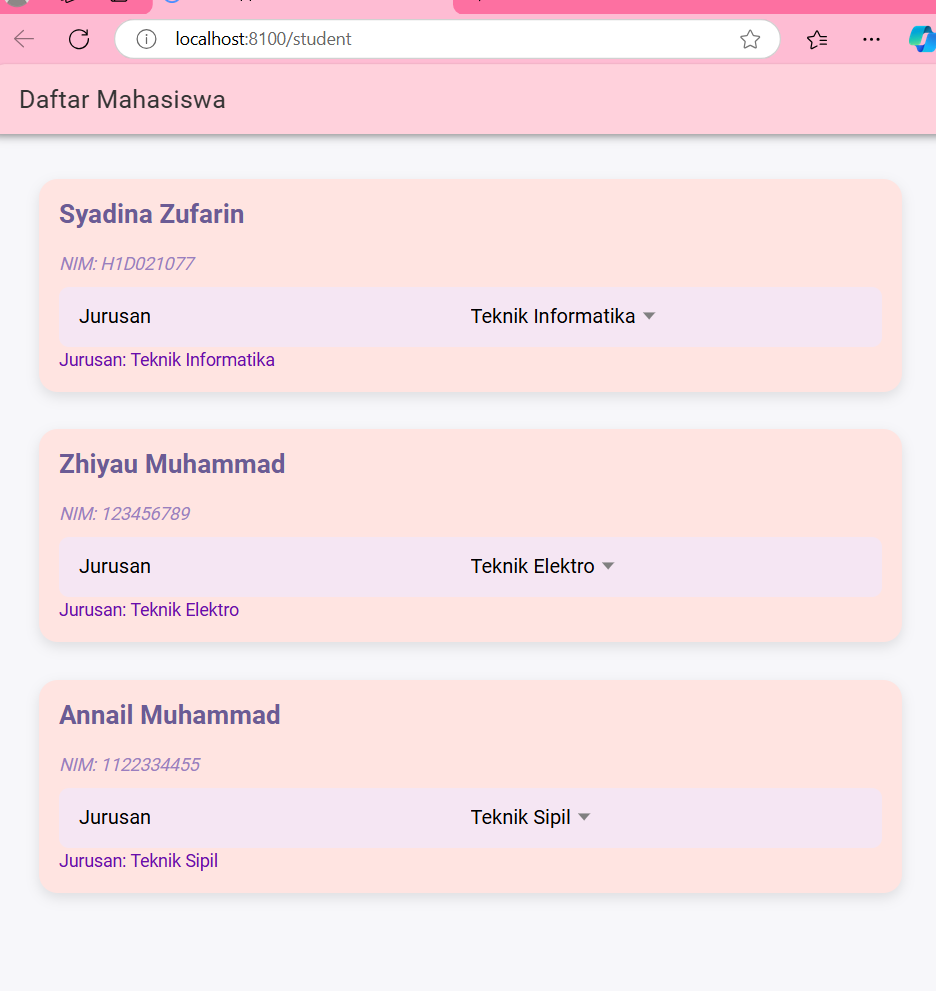 localhost:8100/student
Daftar Mahasiswa
Syadina Zufarin
NIM: H1D021077
Jurusan Teknik Informatika
Jurusan: Teknik Informatika
Zhiyau Muhammad
NIM: 123456789
Jurusan Teknik Elektro
Jurusan: Teknik Elektro
Annail Muhammad
NIM: 1122334455
Jurusan Teknik Sipil
Jurusan: Teknik Sipil